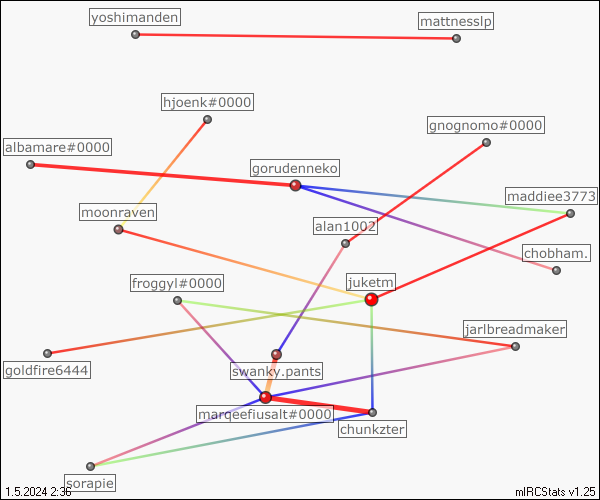 yoshimanden
mattnesslp
hjoenk#0000
gnognomo#0000
albamare#0000
gorudenneko
maddiee3773
moonraven
alan1002
chobham.
froggyl#0000
juketm
jarlbreadmaker
goldfire6444
swanky.pants
marqeefiusalt#0000
chunkzter
sorapie
1.5.2024 2:36
mIRCStats v1.25